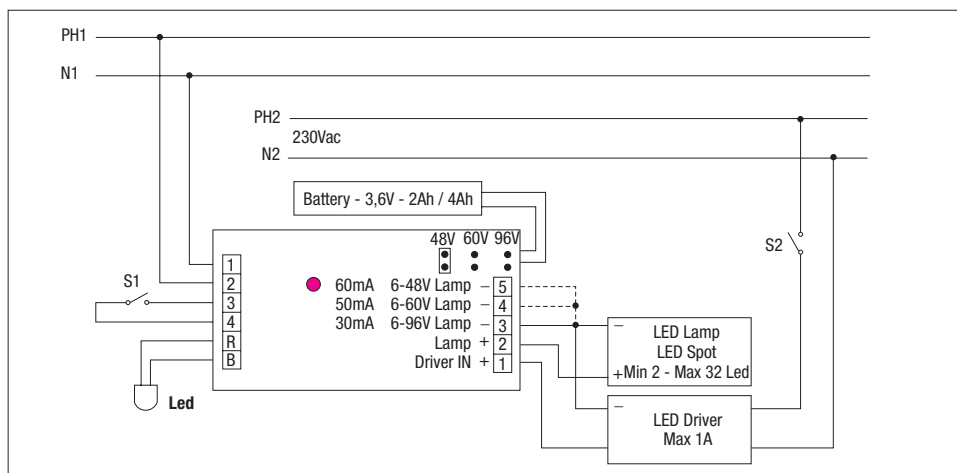 PH1
N1
PH2
230Vac
N2
Battery - 3,6V - 2Ah / 4Ah
48V 60V 96V
S2
S1
1
2
3
4
R
B
60mA 6-48V Lamp – 5
50mA 6-60V Lamp – 4
30mA 6-96V Lamp – 3
Lamp + 2
Driver IN + 1
Led
–
LED Lamp
LED Spot
+Min 2 - Max 32 Led
–
LED Driver
Max 1A